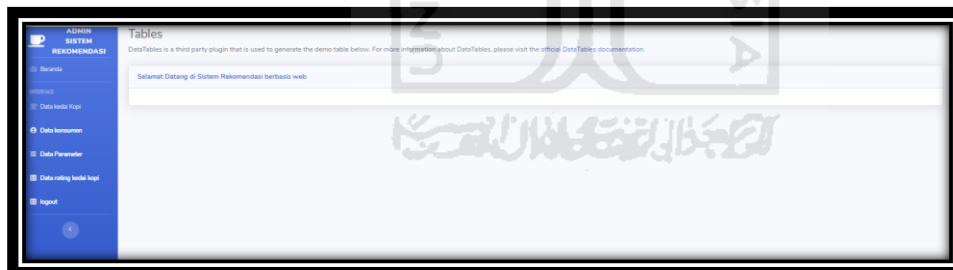 ADMIN
SISTEM
REKOMENDASI
Beranda
Data kedai Kopi
Data konsumen
Data Parameter
Data rating kedai kopi
logout
Tables
DataTables is a third party plugin that is used to generate the demo table below. For more information about DataTables, please visit the official DataTables documentation.
Selamat Datang di Sistem Rekomendasi berbasis web